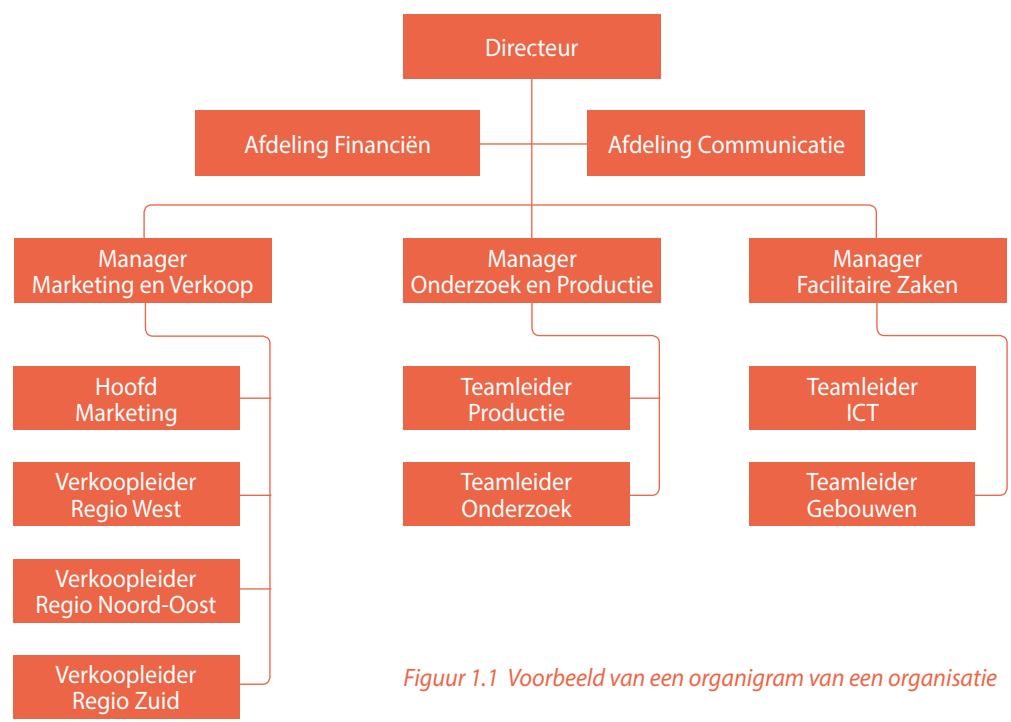 Directeur
Afdeling Financiën
Afdeling Communicatie
Manager
Marketing en Verkoop
Manager
Onderzoek en Productie
Manager
Facilitaire Zaken
Hoofd
Marketing
Teamleider
Productie
Teamleider
ICT
Verkoopleider
Regio West
Teamleider
Onderzoek
Teamleider
Gebouwen
Verkoopleider
Regio Noord-Oost
Verkoopleider
Regio Zuid
Figuur 1.1 Voorbeeld van een organigram van een organisatie